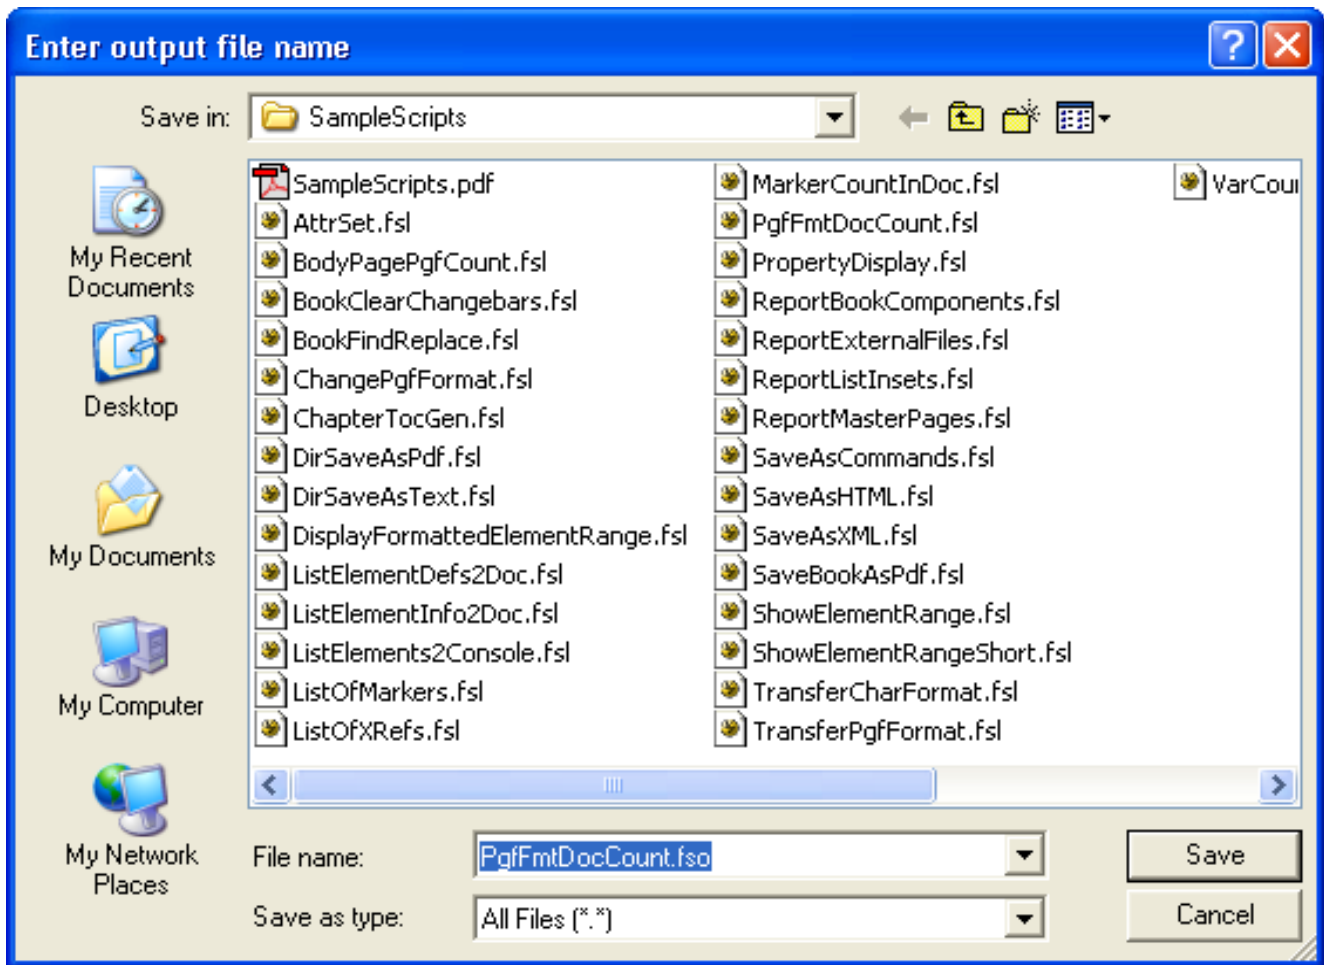 Enter output file name
Save in:
SampleScripts
My Recent
Documents
Desktop
My Documents
My Computer
My Network
Places
SampleScripts.pdf
AttrSet.fsl
BodyPagePgfCount.fsl
BookClearChangebars.fsl
BookFindReplace.fsl
ChangePgfFormat.fsl
ChapterTocGen.fsl
DirSaveAsPdf.fsl
DirSaveAsText.fsl
DisplayFormattedElementRange.fsl
ListElementDefs2Doc.fsl
ListElementInfo2Doc.fsl
ListElements2Console.fsl
ListOfMarkers.fsl
ListOfXRefs.fsl
MarkerCountInDoc.fsl
PgfFmtDocCount.fsl
PropertyDisplay.fsl
ReportBookComponents.fsl
ReportExternalFiles.fsl
ReportListInsets.fsl
ReportMasterPages.fsl
SaveAsCommands.fsl
SaveAsHTML.fsl
SaveAsXML.fsl
SaveBookAsPdf.fsl
ShowElementRange.fsl
ShowElementRangeShort.fsl
TransferCharFormat.fsl
TransferPgfFormat.fsl
File name:
PgfFmtDocCount.fso
Save
Save as type:
All Files (*.*)
Cancel